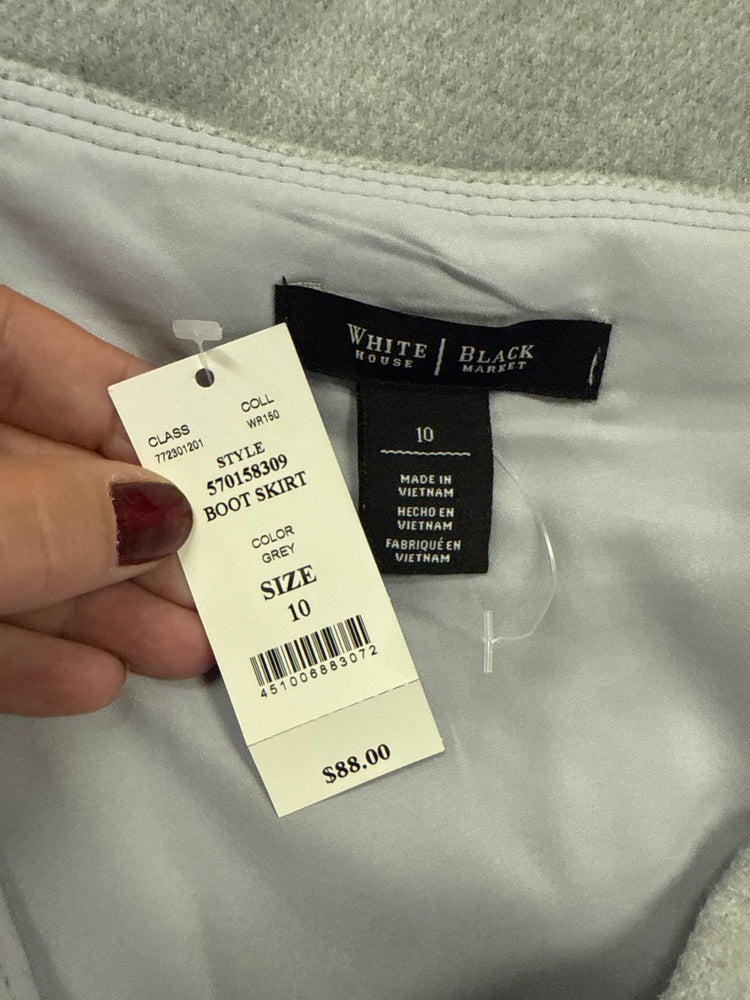 WHITE HOUSE | BLACK MARKET
10
MADE IN
VIETNAM
HECHO EN
VIETNAM
FABRIQUÉ EN
VIETNAM
CLASS
772301201
COLL
WR150
STYLE
570158309
BOOT SKIRT
COLOR
GREY
SIZE
10
451006883072
$88.00